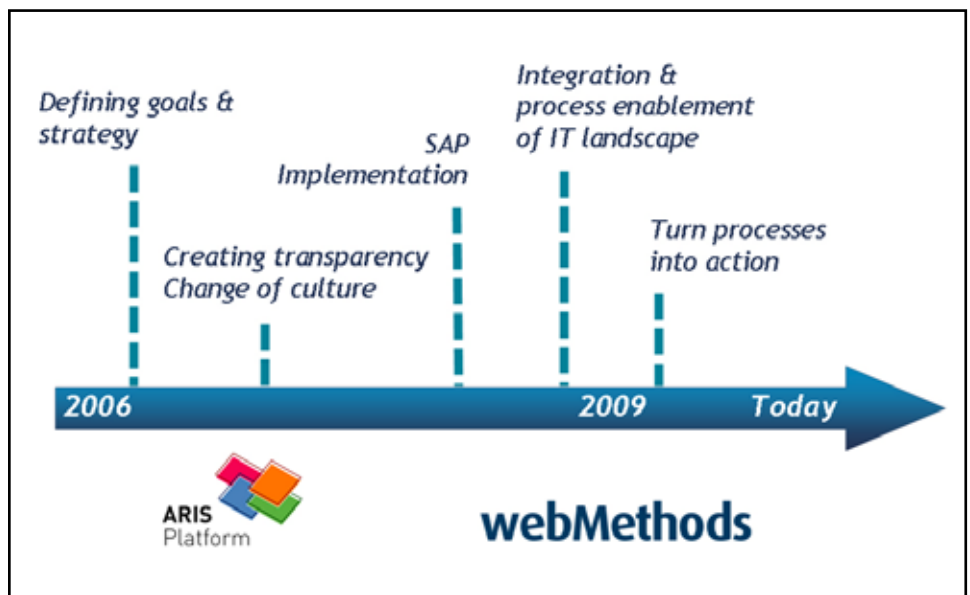 Defining goals &
strategy
Creating transparency
Change of culture
SAP
Implementation
Integration &
process enablement
of IT landscape
Turn processes
into action
2006
2009
Today
ARIS
Platform
webMethods